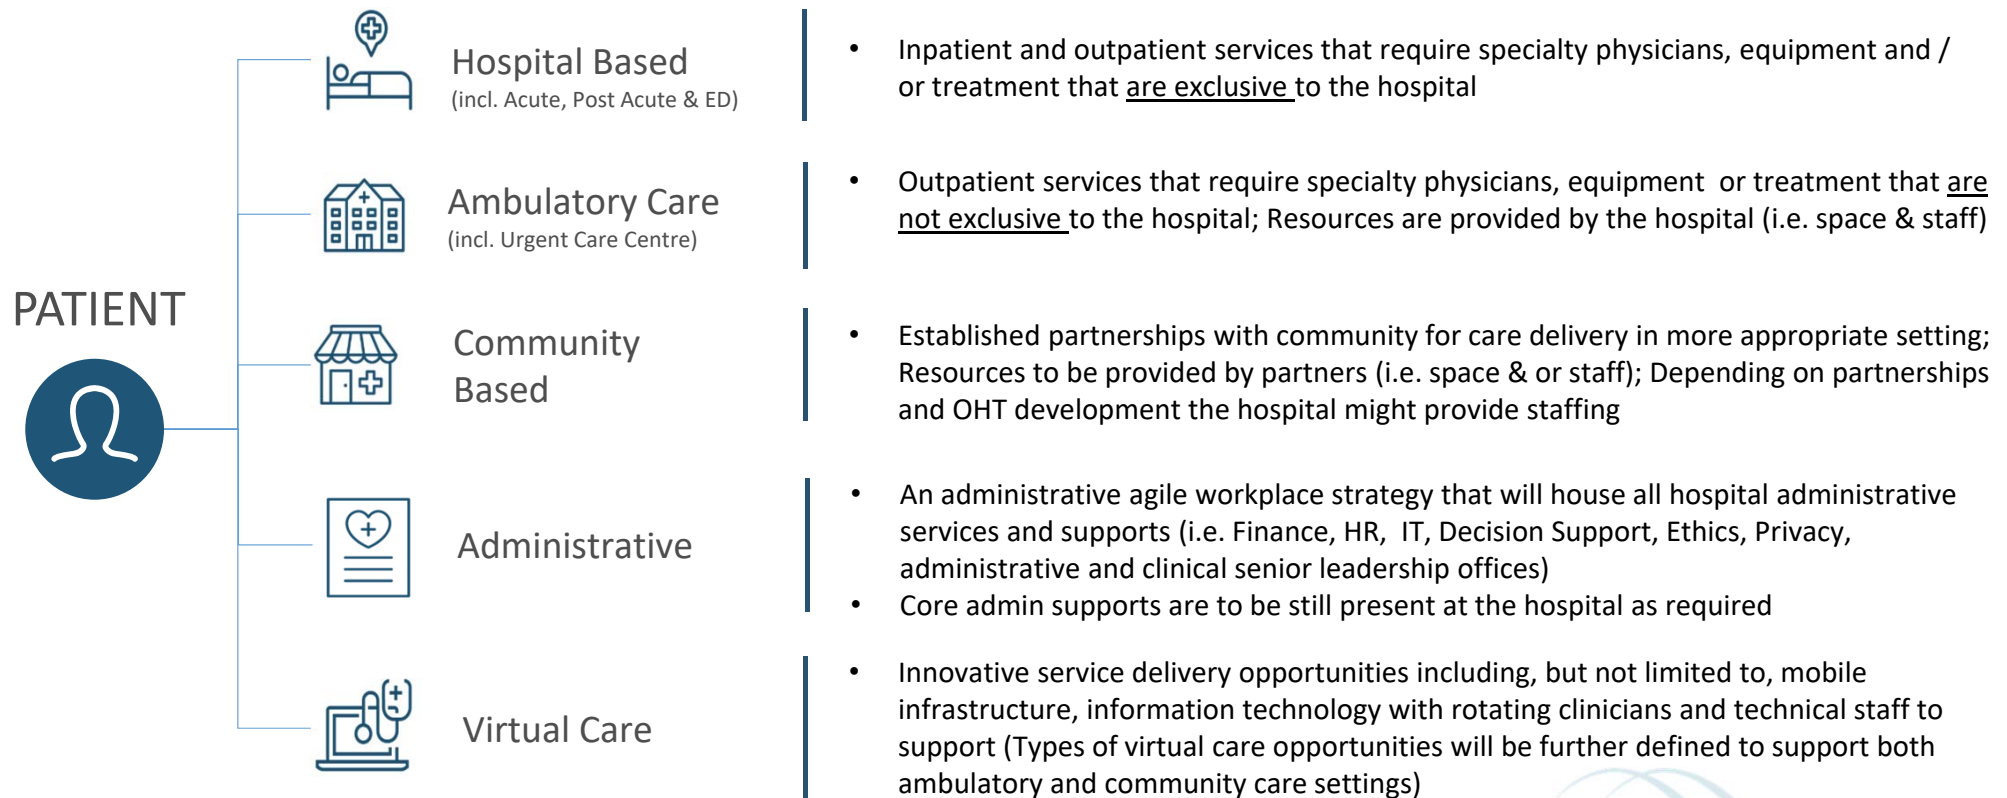 PATIENT
Hospital Based
(incl. Acute, Post Acute & ED)
• Inpatient and outpatient services that require specialty physicians, equipment and /
or treatment that are exclusive to the hospital
Ambulatory Care
(incl. Urgent Care Centre)
• Outpatient services that require specialty physicians, equipment or treatment that are
not exclusive to the hospital; Resources are provided by the hospital (i.e. space & staff)
Community
Based
• Established partnerships with community for care delivery in more appropriate setting;
Resources to be provided by partners (i.e. space & or staff); Depending on partnerships
and OHT development the hospital might provide staffing
Administrative
• An administrative agile workplace strategy that will house all hospital administrative
services and supports (i.e. Finance, HR, IT, Decision Support, Ethics, Privacy,
administrative and clinical senior leadership offices)
• Core admin supports are to be still present at the hospital as required
Virtual Care
• Innovative service delivery opportunities including, but not limited to, mobile
infrastructure, information technology with rotating clinicians and technical staff to
support (Types of virtual care opportunities will be further defined to support both
ambulatory and community care settings)